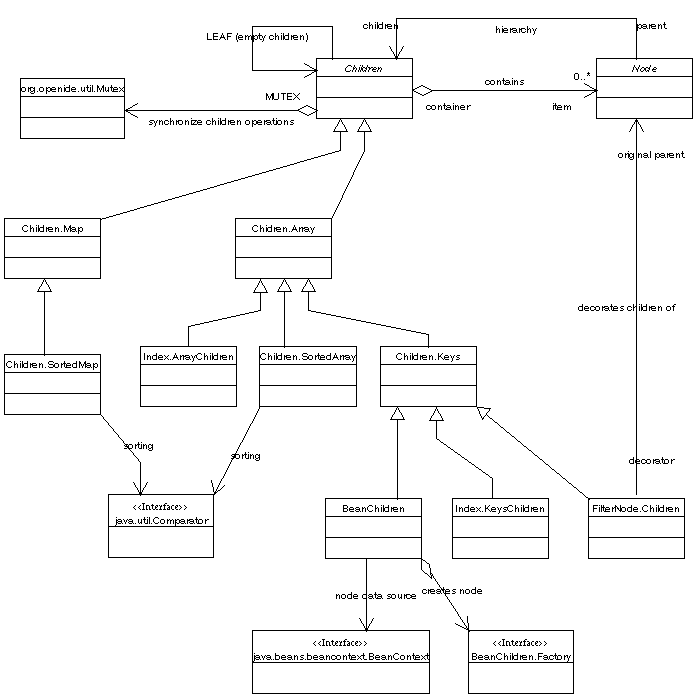 children
parent
hierarchy
LEAF (empty children)
Children
Node
contains
0..*
container
item
org.openide.util.Mutex
MUTEX
synchronize children operations
original parent
Children.Map
Chidren.Array
decorates children of
Index.ArrayChildren
Children.SortedArray
Children.Keys
Children.SortedMap
sorting
sorting
decorator
<<Interface>>
java.util.Comparator
BeanChildren
Index.KeysChildren
FilterNode.Children
node data source
creates node
<<Interface>>
java.beans.beancontext.BeanContext
<<Interface>>
BeanChildren.Factory